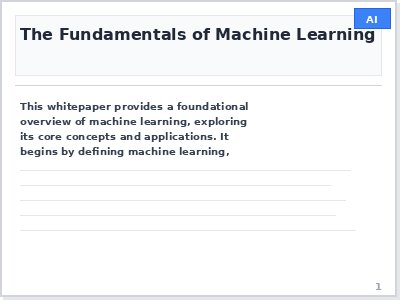 AI
The Fundamentals of Machine Learning
This whitepaper provides a foundational
overview of machine learning, exploring
its core concepts and applications. It
begins by defining machine learning,
1